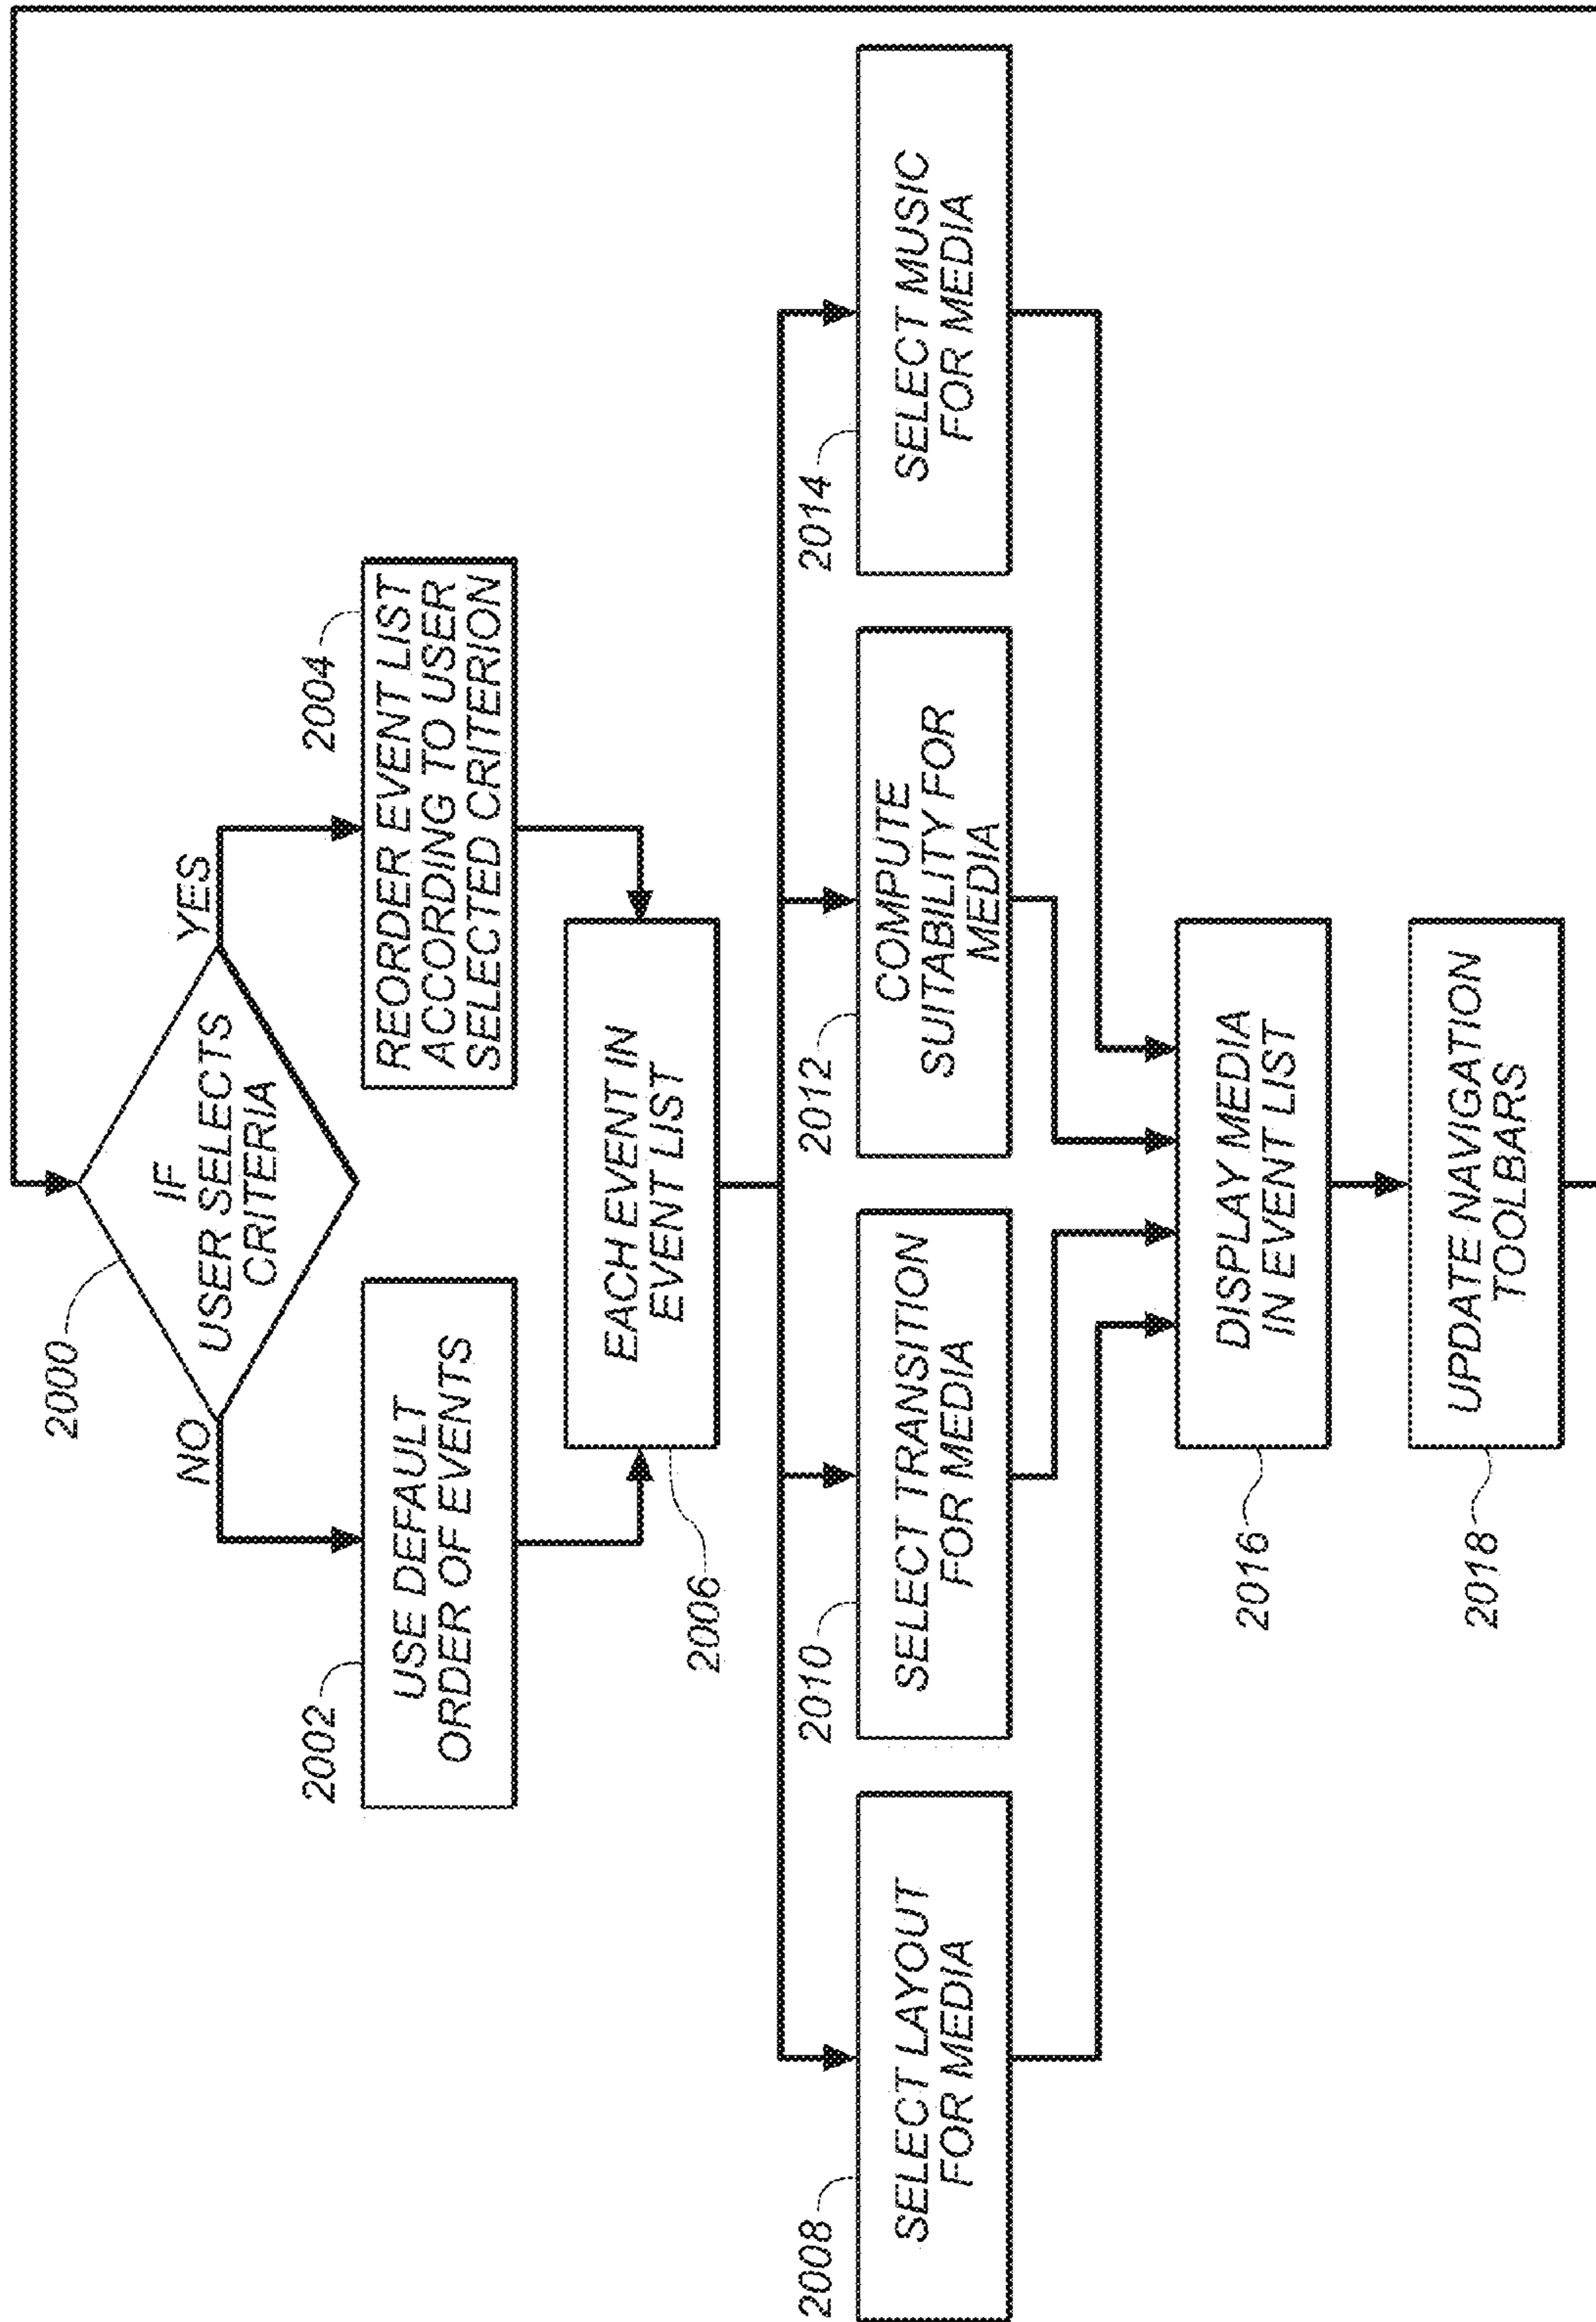 2000
IF
USER SELECTS
CRITERIA
NO
YES
2002
USE DEFAULT
ORDER OF EVENTS
2004
REORDER EVENT LIST
ACCORDING TO USER
SELECTED CRITERION
2006
EACH EVENT IN
EVENT LIST
2008
SELECT LAYOUT
FOR MEDIA
2010
SELECT TRANSITION
FOR MEDIA
2012
COMPUTE
SUITABILITY FOR
MEDIA
2014
SELECT MUSIC
FOR MEDIA
2016
DISPLAY MEDIA
IN EVENT LIST
2018
UPDATE NAVIGATION
TOOLBARS